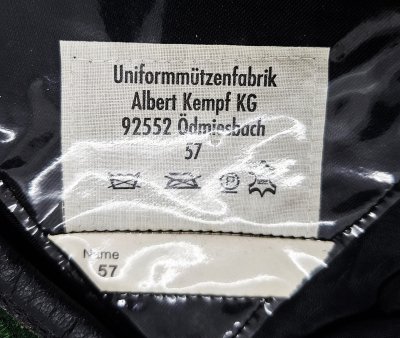 Uniformmützenfabrik
Albert Kempf KG
92552 Ödmiesbach
57
P
Name
57